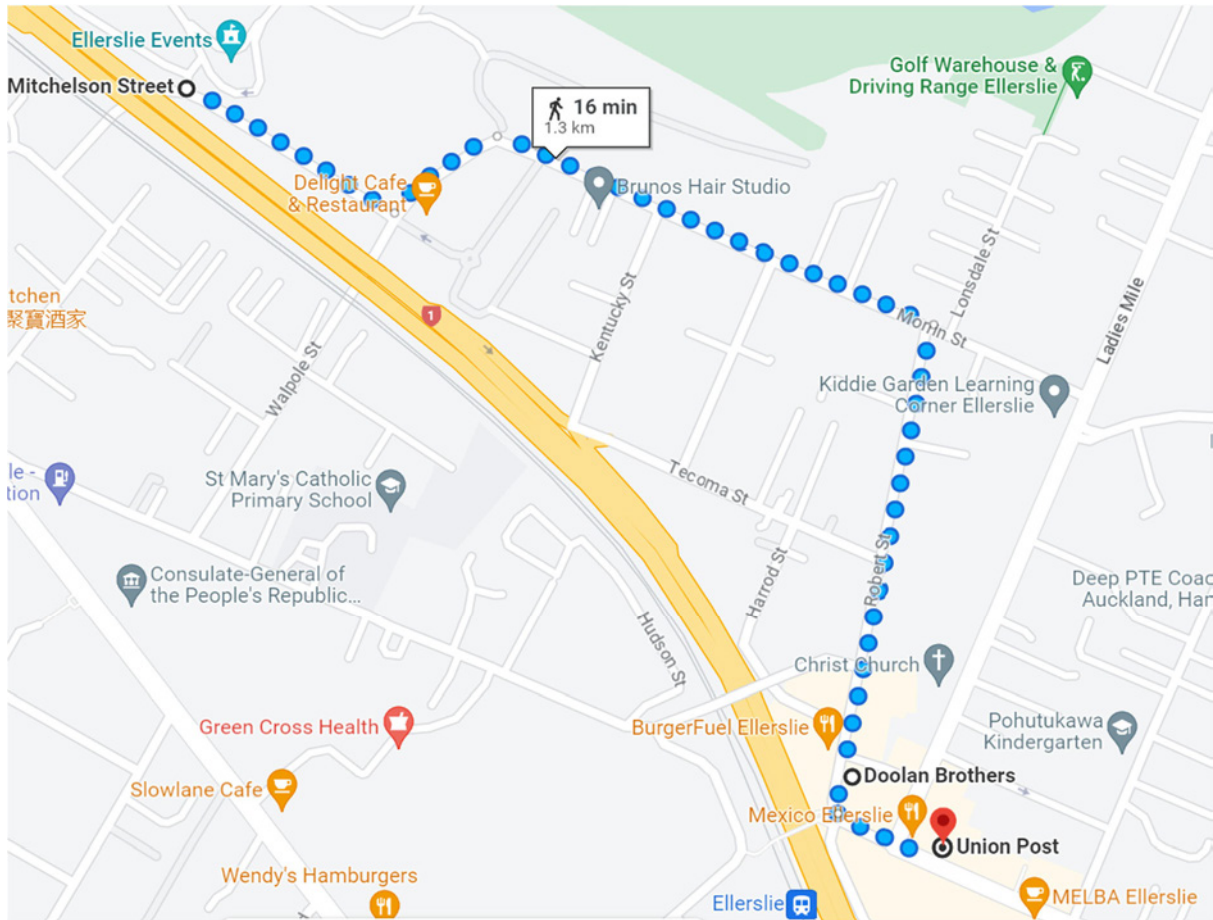 Ellerslie Events
Mitchelson Street
Golf Warehouse &
Driving Range Ellerslie
16 min
1.3 km
Delight Cafe
& Restaurant
Brunos Hair Studio
Lonsdale St
Kentucky St
Morrin St
Ladies Mile
tchen
聚寶酒家
1
Walpole St
Kiddie Garden Learning
Corner Ellerslie
le -
tion
St Mary's Catholic
Primary School
Tecoma St
Robert St
Harrod St
Consulate-General of
the People's Republic...
Deep PTE Coac
Auckland, Han
Hudson St
Christ Church
Green Cross Health
BurgerFuel Ellerslie
Pohutukawa
Kindergarten
Slowlane Cafe
Doolan Brothers
Mexico Ellerslie
Union Post
Wendy's Hamburgers
Ellerslie
MELBA Ellerslie